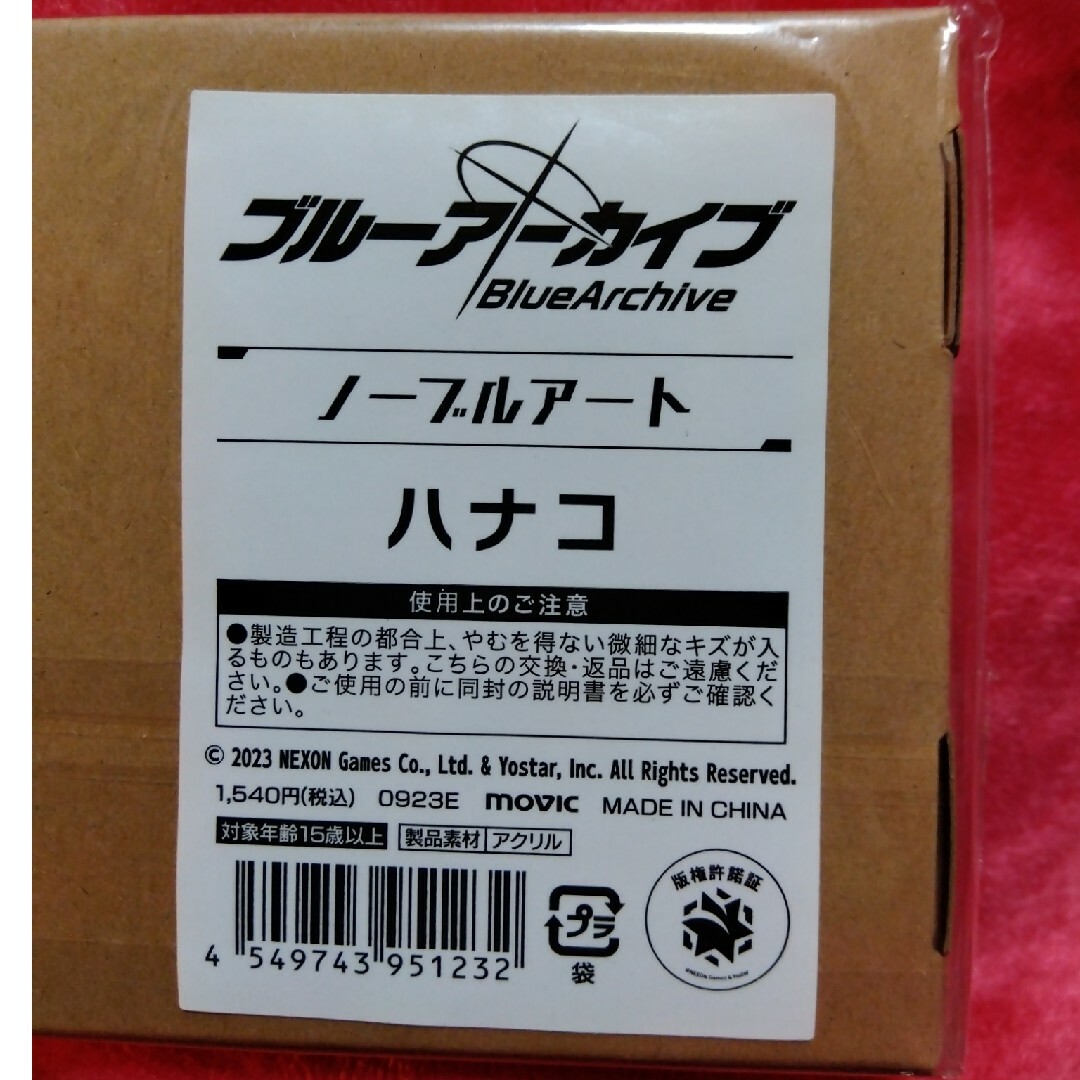 ブルーアーカイブ
BlueArchive
ノーブルアート
ハナコ
使用上のご注意
●製造工程の都合上、やむを得ない微細なキズが入
るものもあります。こちらの交換・返品はご遠慮くだ
さい。●ご使用の前に同封の説明書を必ずご確認く
ださい。
© 2023 NEXON Games Co., Ltd. & Yostar, Inc. All Rights Reserved.
1,540円(税込) 0923E movic MADE IN CHINA
対象年齢15歳以上 製品素材 アクリル
4 549743 951232
プラ
袋
版権許諾証
©NEXON Games & Yostar